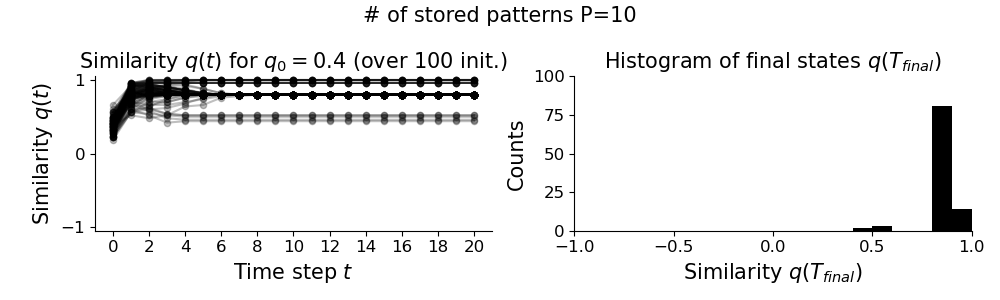 # of stored patterns P=10
Similarity q(t) for q₀ = 0.4 (over 100 init.)
1
0
−1
Similarity q(t)
0 2 4 6 8 10 12 14 16 18 20
Time step t
Histogram of final states q(T_final)
100
75
50
25
0
Counts
−1.0 −0.5 0.0 0.5 1.0
Similarity q(T_final)